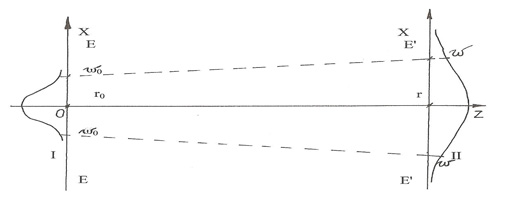 X X
E E'
w₀ w
r₀ r
O Z
w₀
I w II
E E'